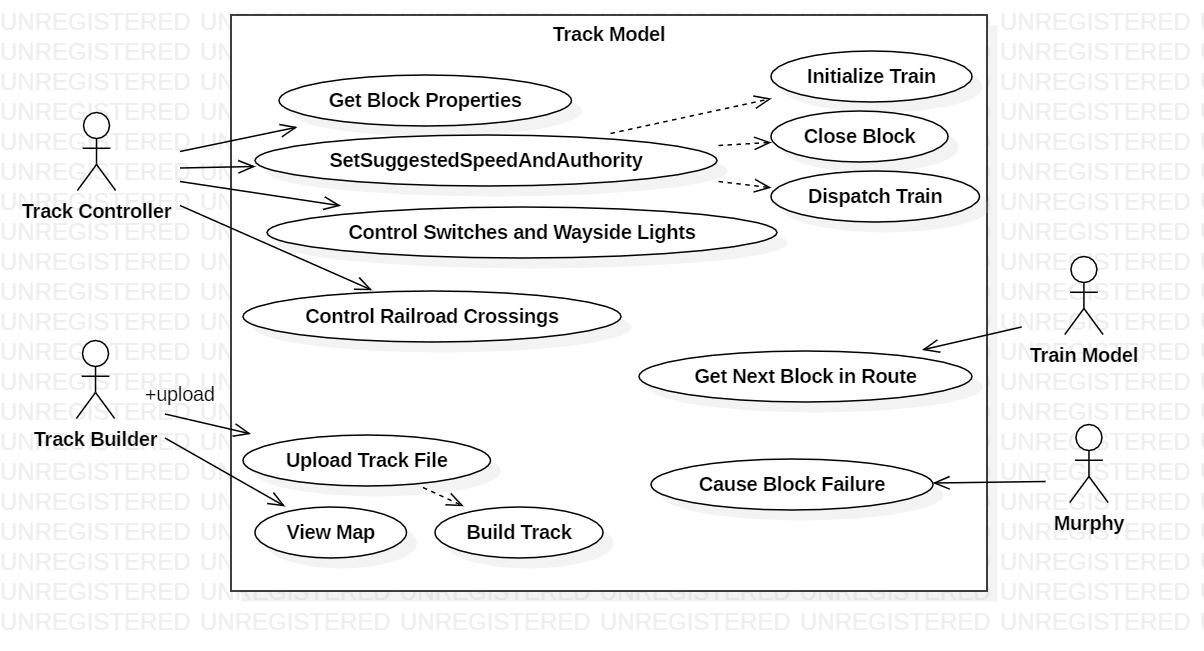 Track Model
Initialize Train
Get Block Properties
Close Block
SetSuggestedSpeedAndAuthority
Dispatch Train
Track Controller
Control Switches and Wayside Lights
Control Railroad Crossings
Train Model
Get Next Block in Route
+upload
Track Builder
Upload Track File
Cause Block Failure
Murphy
View Map
Build Track
UNREGISTERED UNREGISTERED UNREGISTERED UNREGISTERED UNREGISTERED UNREGISTERED